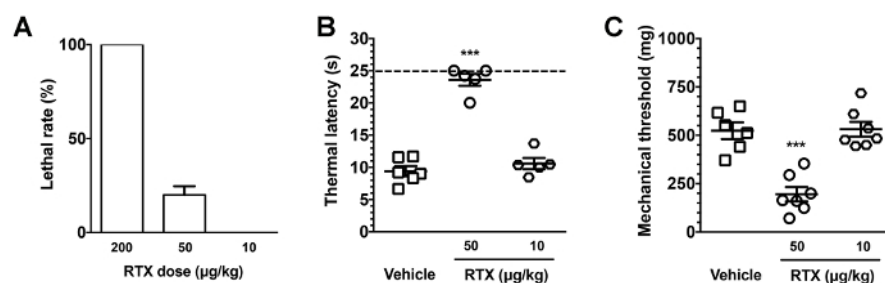 A
Lethal rate (%)
100
50
0
200 50 10
RTX dose (µg/kg)
B
Thermal latency (s)
30
25
20
15
10
5
0
***
50 10
Vehicle RTX (µg/kg)
C
Mechanical threshold (mg)
1000
750
500
250
0
***
50 10
Vehicle RTX (µg/kg)